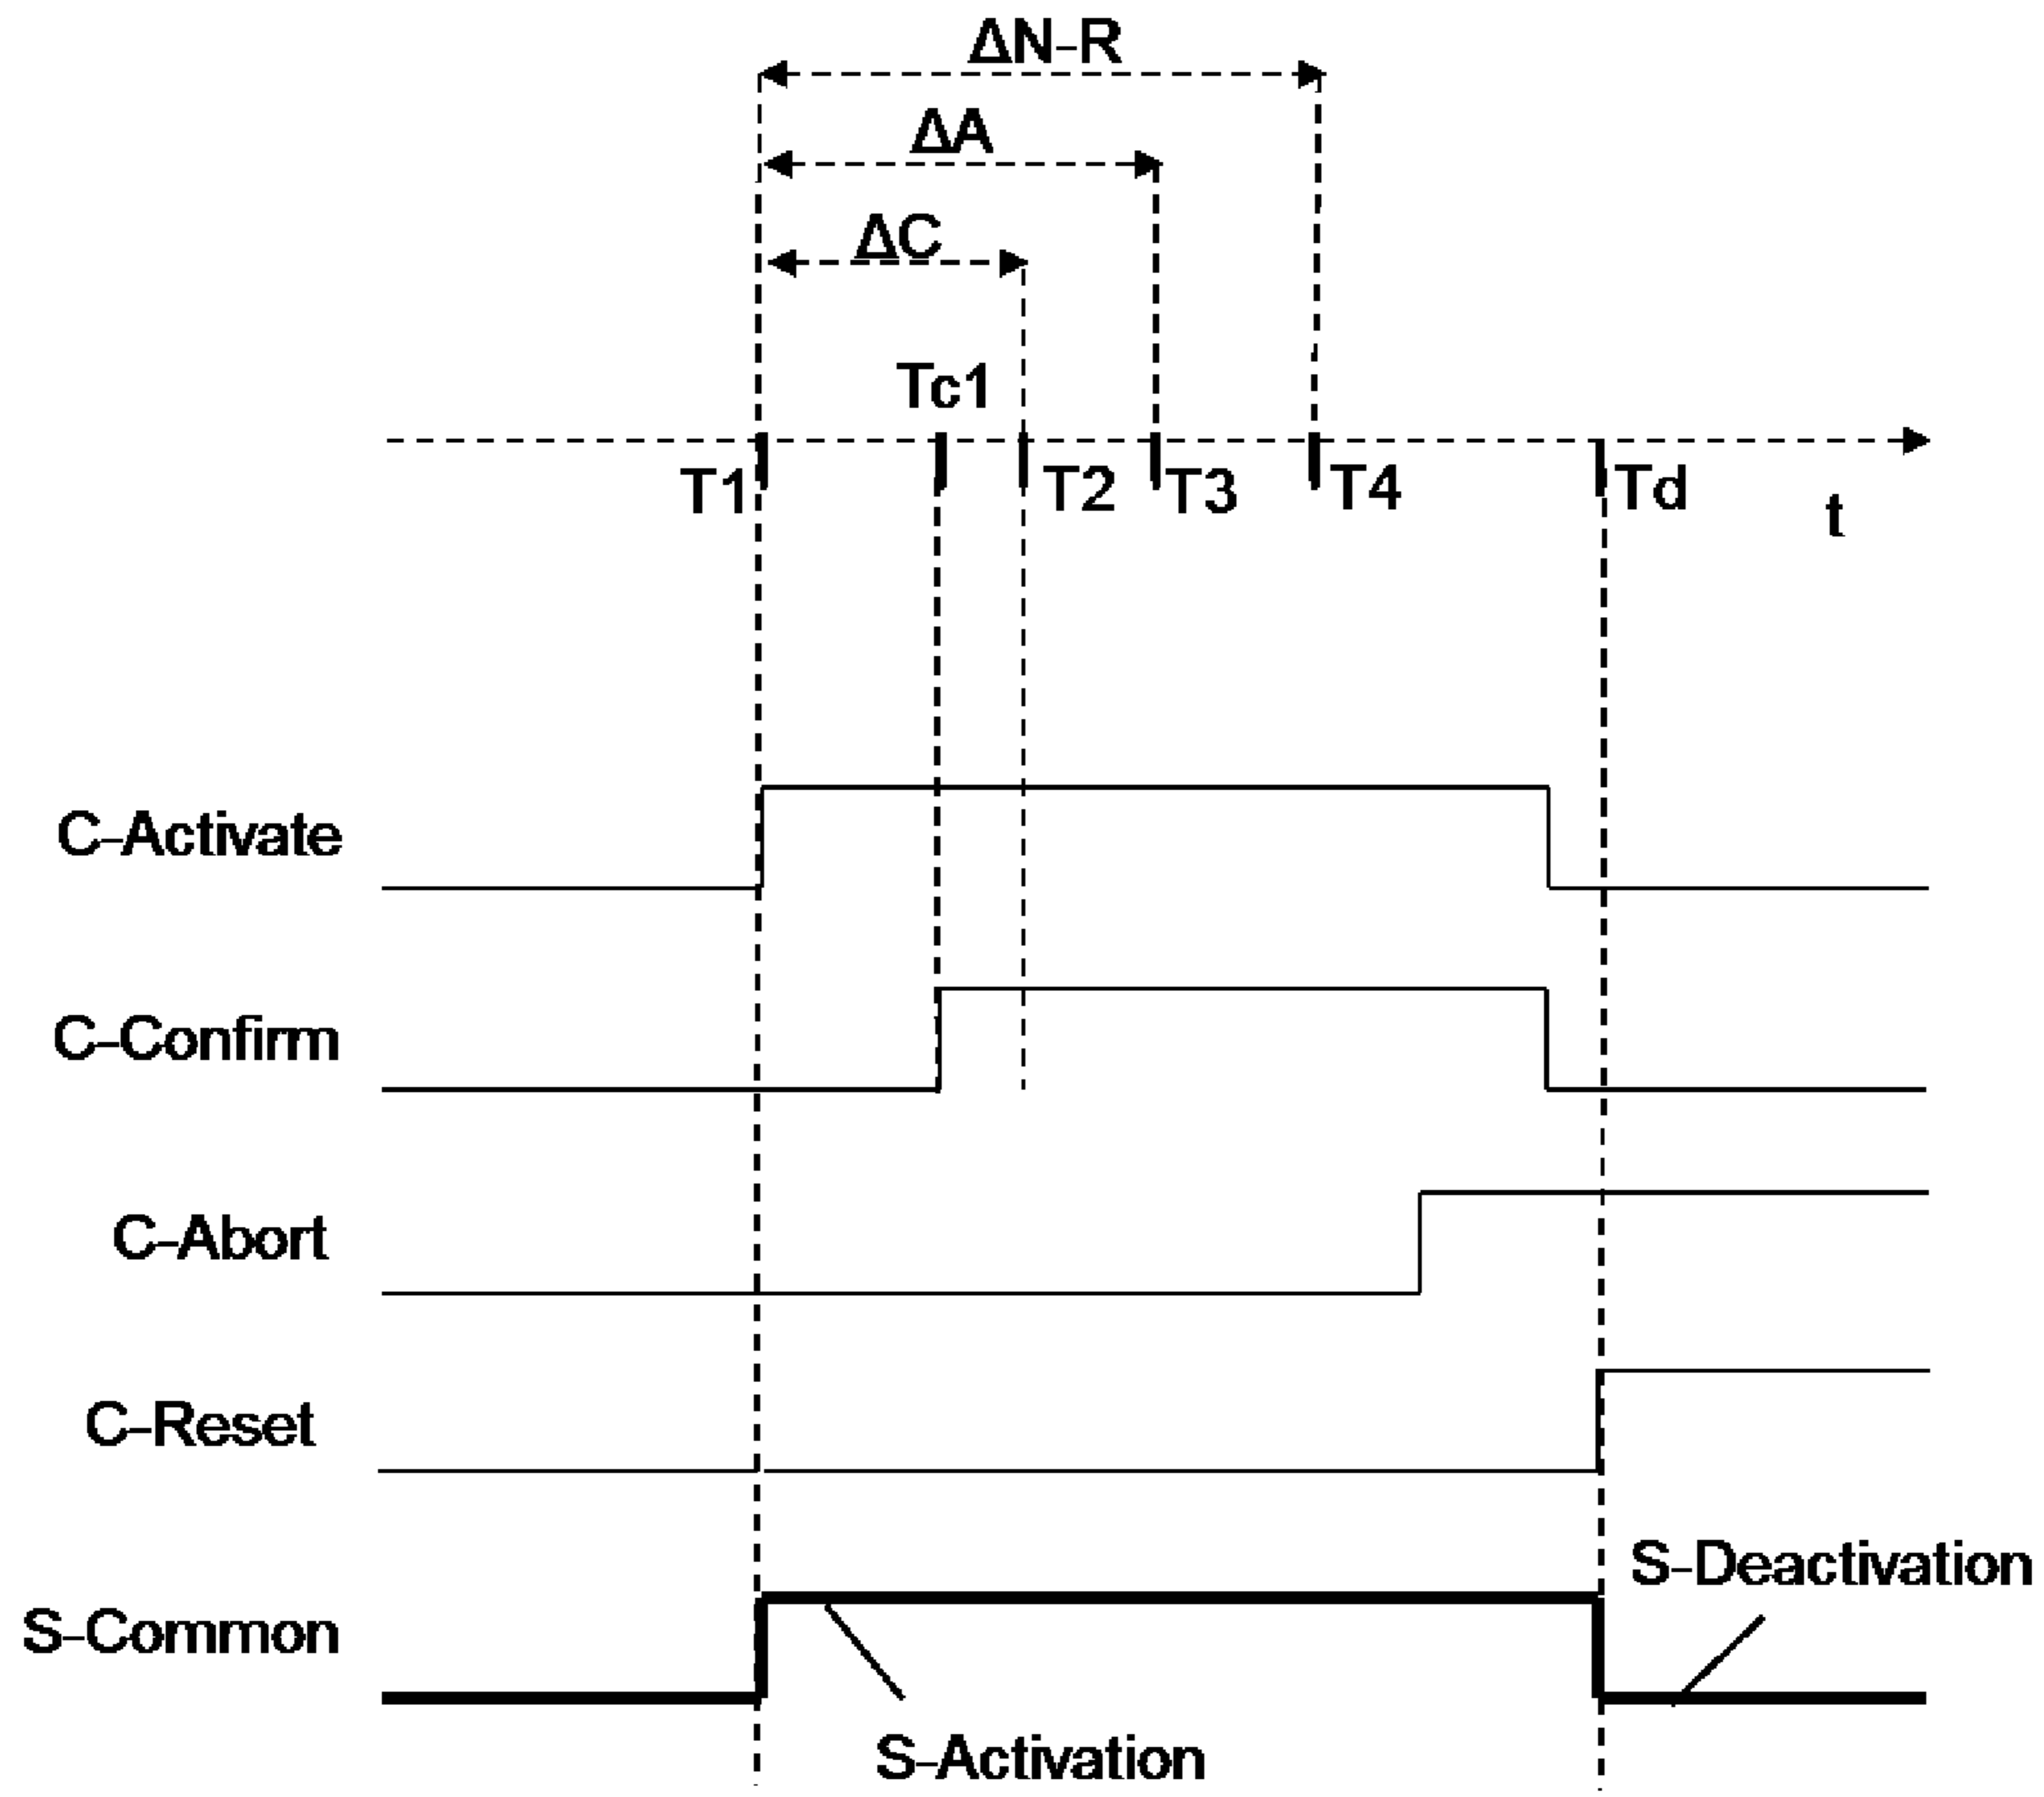 ΔN-R
ΔA
ΔC
Tc1
T1 T2 T3 T4 Td t
C-Activate
C-Confirm
C-Abort
C-Reset
S-Deactivation
S-Common
S-Activation